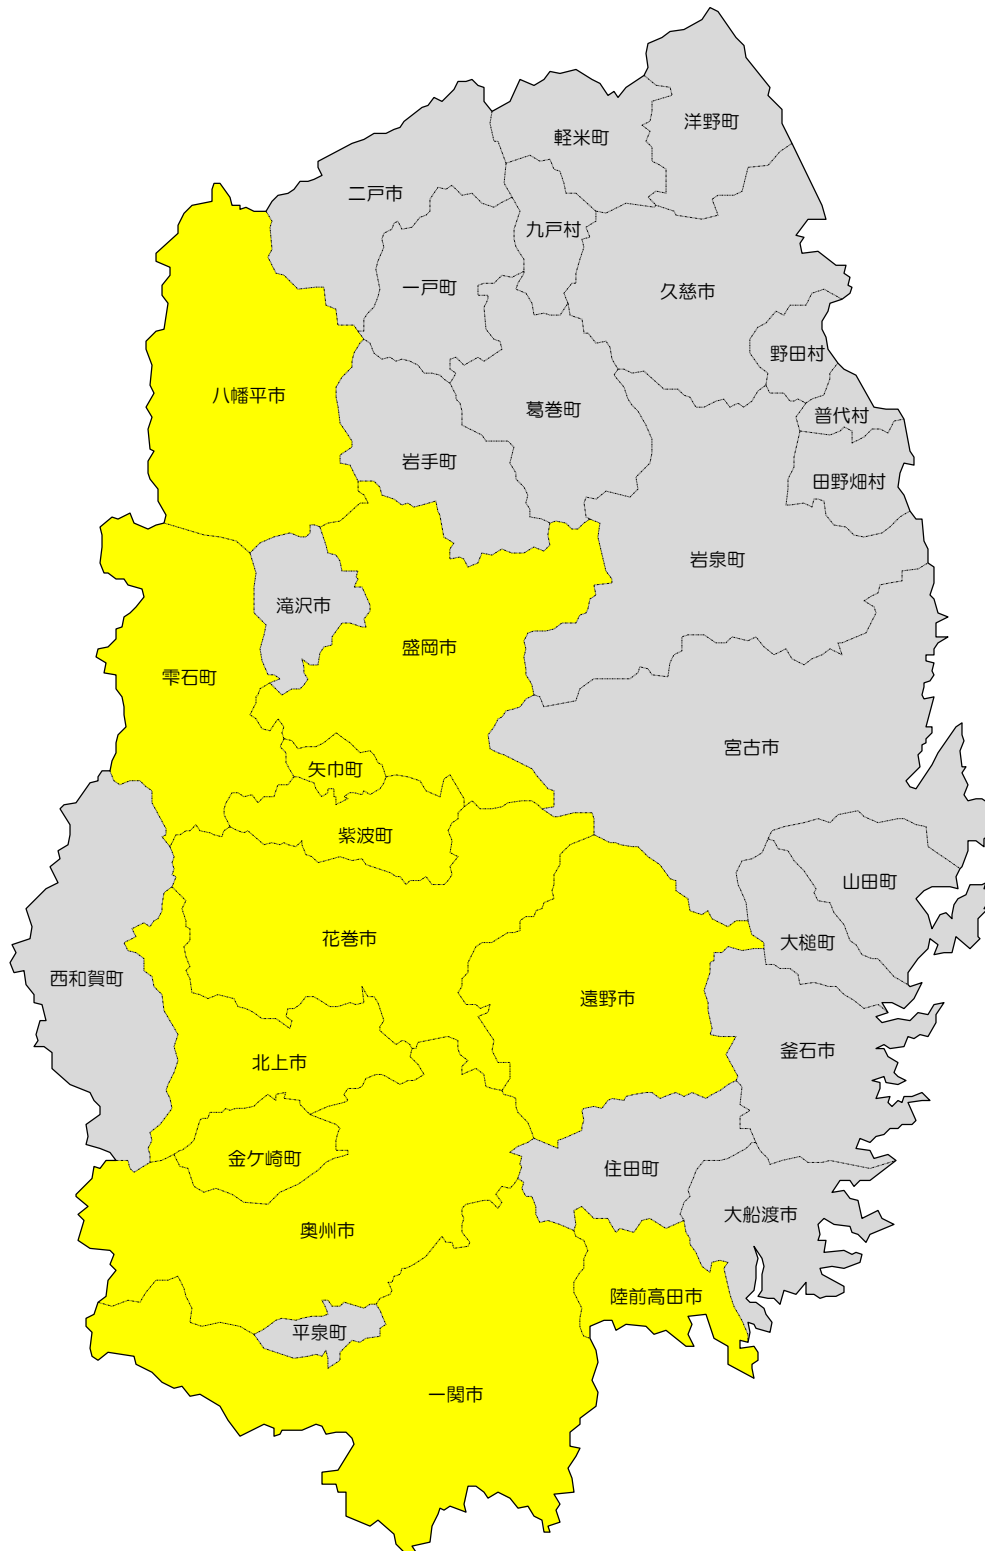 洋野町
軽米町
二戸市
九戸村
一戸町
久慈市
野田村
八幡平市
葛巻町
普代村
岩手町
田野畑村
岩泉町
滝沢市
盛岡市
雫石町
宮古市
矢巾町
紫波町
山田町
花巻市
大槌町
西和賀町
遠野市
釜石市
北上市
金ケ崎町
住田町
大船渡市
奥州市
陸前高田市
平泉町
一関市